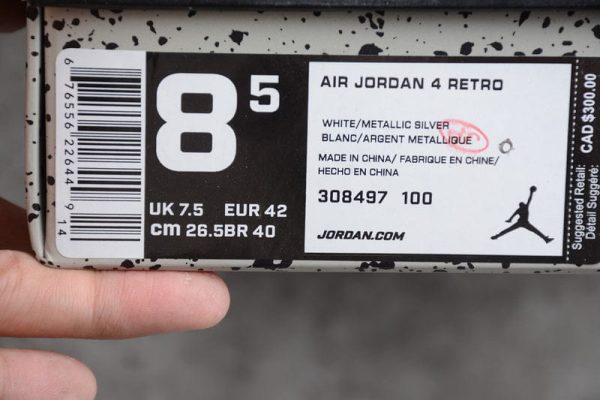 6 76556 22644 9 14
8 5
UK 7.5 EUR 42
cm 26.5BR 40
AIR JORDAN 4 RETRO
WHITE/METALLIC SILVER
BLANC/ARGENT METALLIQUE
MADE IN CHINA/ FABRIQUE EN CHINE/
HECHO EN CHINA
308497 100
JORDAN.COM
Suggested Retail:
Détail Suggéré:
CAD $300.00